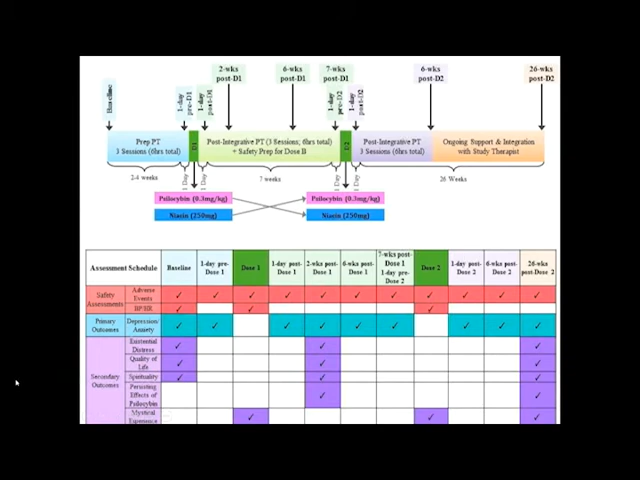 2-wks post-D1
6-wks post-D1
7-wks post-D1
6-wks post-D2
26-wks post-D2
Baseline
1-day pre-D1
1-day post-D1
1-day pre-D2
1-day post-D2
Prep PT
3 Sessions (6hrs total)
D1
Post-Integrative PT (3 Sessions; 6hrs total)
+ Safety Prep for Dose B
D2
Post-Integrative PT
3 Sessions (6hrs total)
Ongoing Support & Integration
with Study Therapist
2-4 weeks
1 Day
1 Day
7 weeks
1 Day
1 Day
26 Weeks
Psilocybin (0.3mg/kg)
Psilocybin (0.3mg/kg)
Niacin (250mg)
Niacin (250mg)
Assessment Schedule
Baseline
1-day pre-Dose 1
Dose 1
1-day post-Dose 1
2-wks post-Dose 1
6-wks post-Dose 1
7-wks post-Dose 1
1-day pre-Dose 2
Dose 2
1-day post-Dose 2
6-wks post-Dose 2
26-wks post-Dose 2
Safety Assessments
Adverse Events
✓ ✓ ✓ ✓ ✓ ✓ ✓ ✓ ✓ ✓ ✓
BP/HR
✓ ✓ ✓
Primary Outcomes
Depression/Anxiety
✓ ✓ ✓ ✓ ✓ ✓ ✓ ✓ ✓
Secondary Outcomes
Existential Distress
✓ ✓ ✓
Quality of Life
✓ ✓ ✓
Spirituality
✓ ✓ ✓
Persisting Effects of Psilocybin
✓ ✓
Mystical Experience
✓ ✓ ✓